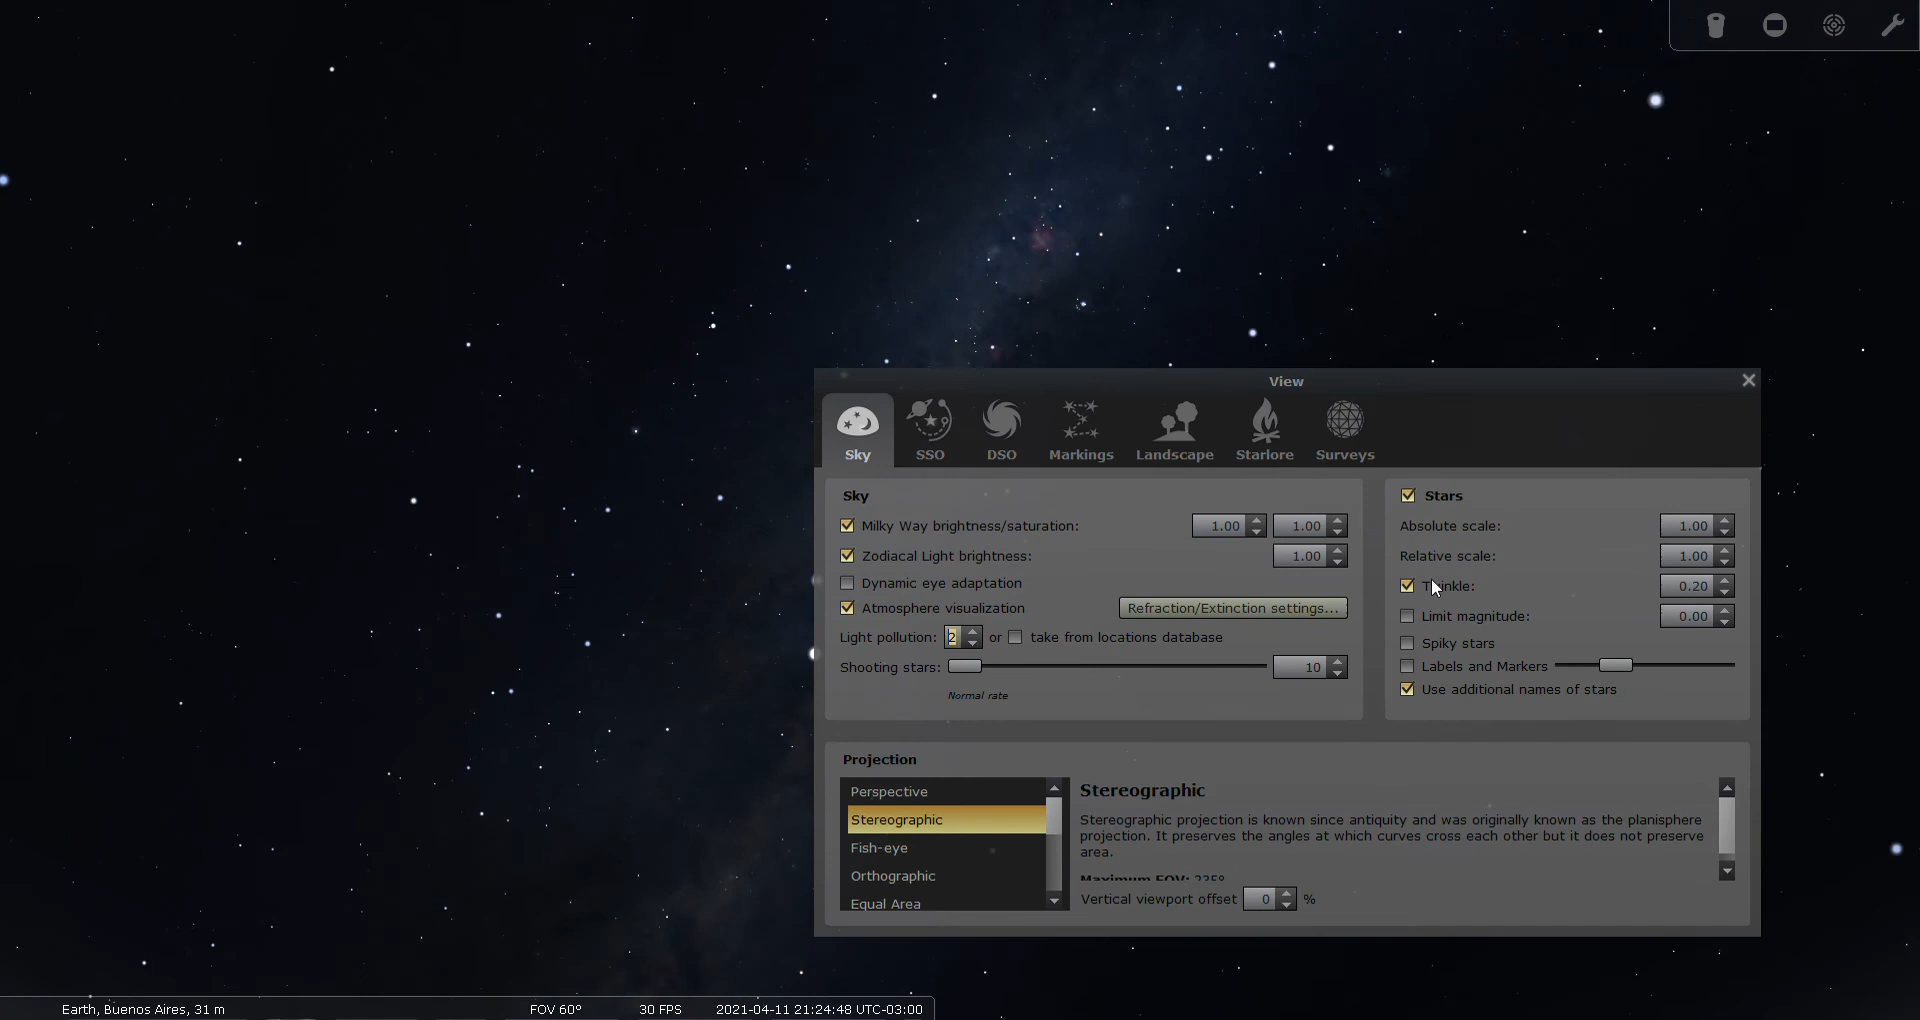 View
Sky SSO DSO Markings Landscape Starlore Surveys
Sky
Milky Way brightness/saturation: 1.00 1.00
Zodiacal Light brightness: 1.00
Dynamic eye adaptation
Atmosphere visualization Refraction/Extinction settings...
Light pollution: 2 or take from locations database
Shooting stars: 10
Normal rate
Stars
Absolute scale: 1.00
Relative scale: 1.00
Twinkle: 0.20
Limit magnitude: 0.00
Spiky stars
Labels and Markers
Use additional names of stars
Projection
Perspective
Stereographic
Fish-eye
Orthographic
Equal Area
Stereographic
Stereographic projection is known since antiquity and was originally known as the planisphere
projection. It preserves the angles at which curves cross each other but it does not preserve
area.
Maximum FOV: 235°
Vertical viewport offset 0 %
Earth, Buenos Aires, 31 m FOV 60° 30 FPS 2021-04-11 21:24:48 UTC-03:00